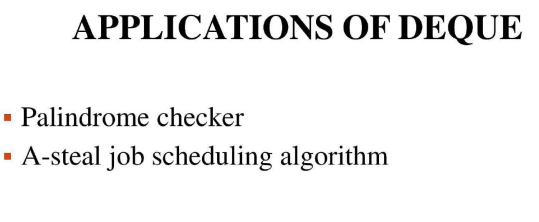 APPLICATIONS OF DEQUE
Palindrome checker
A-steal job scheduling algorithm